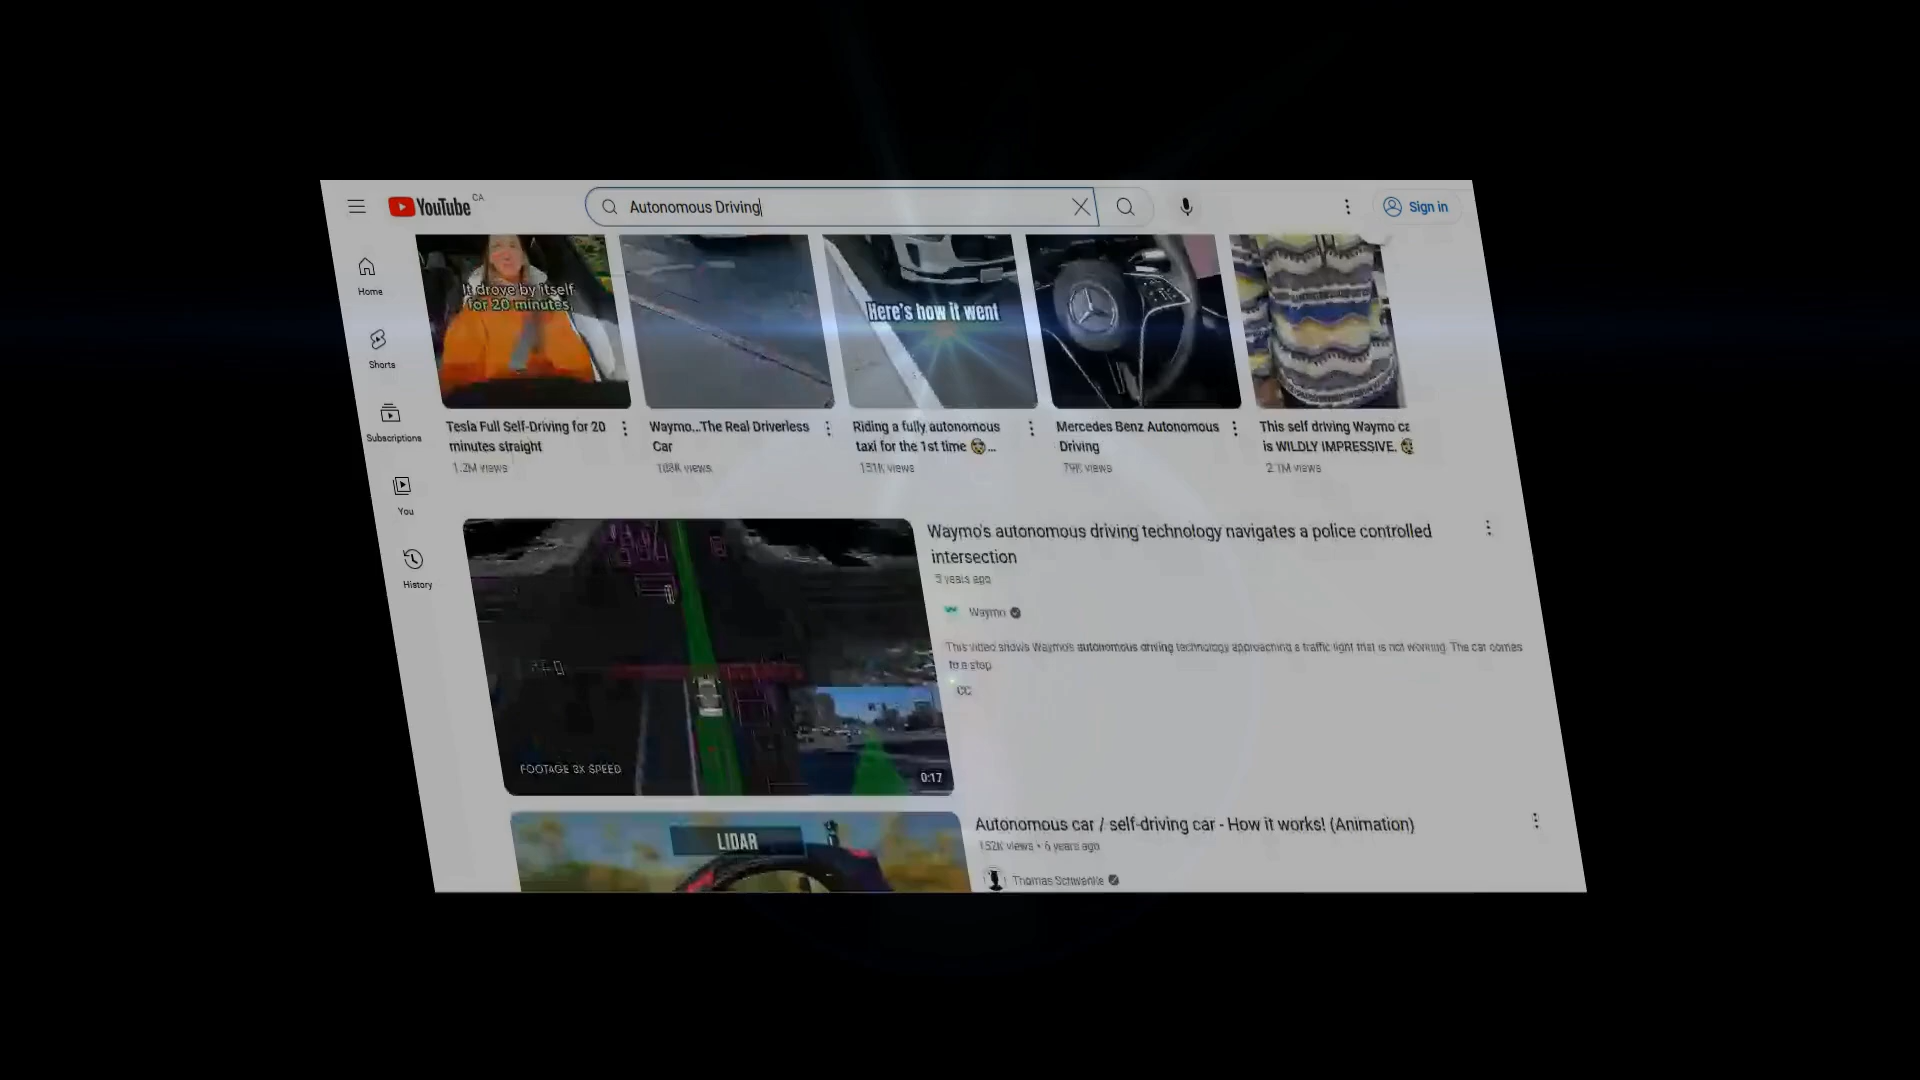 YouTube CA
Autonomous Driving
Sign in
Home
Shorts
Subscriptions
You
History
It drove by itself
for 20 minutes
Here's how it went
Tesla Full Self-Driving for 20
minutes straight
1.2M views
Waymo...The Real Driverless
Car
views
Riding a fully autonomous
taxi for the 1st time 🤯...
151K views
Mercedes Benz Autonomous
Driving
79K views
This self driving Waymo ca
is WILDLY IMPRESSIVE. 🤯
2.1M views
FOOTAGE 3X SPEED
0:17
Waymo's autonomous driving technology navigates a police controlled
intersection
years ago
Waymo
This video shows Waymo's autonomous driving technology approaching a traffic light that is not working. The car comes
to a stop
CC
LIDAR
Autonomous car / self-driving car - How it works! (Animation)
152K views • 6 years ago
Thomas Schwenke